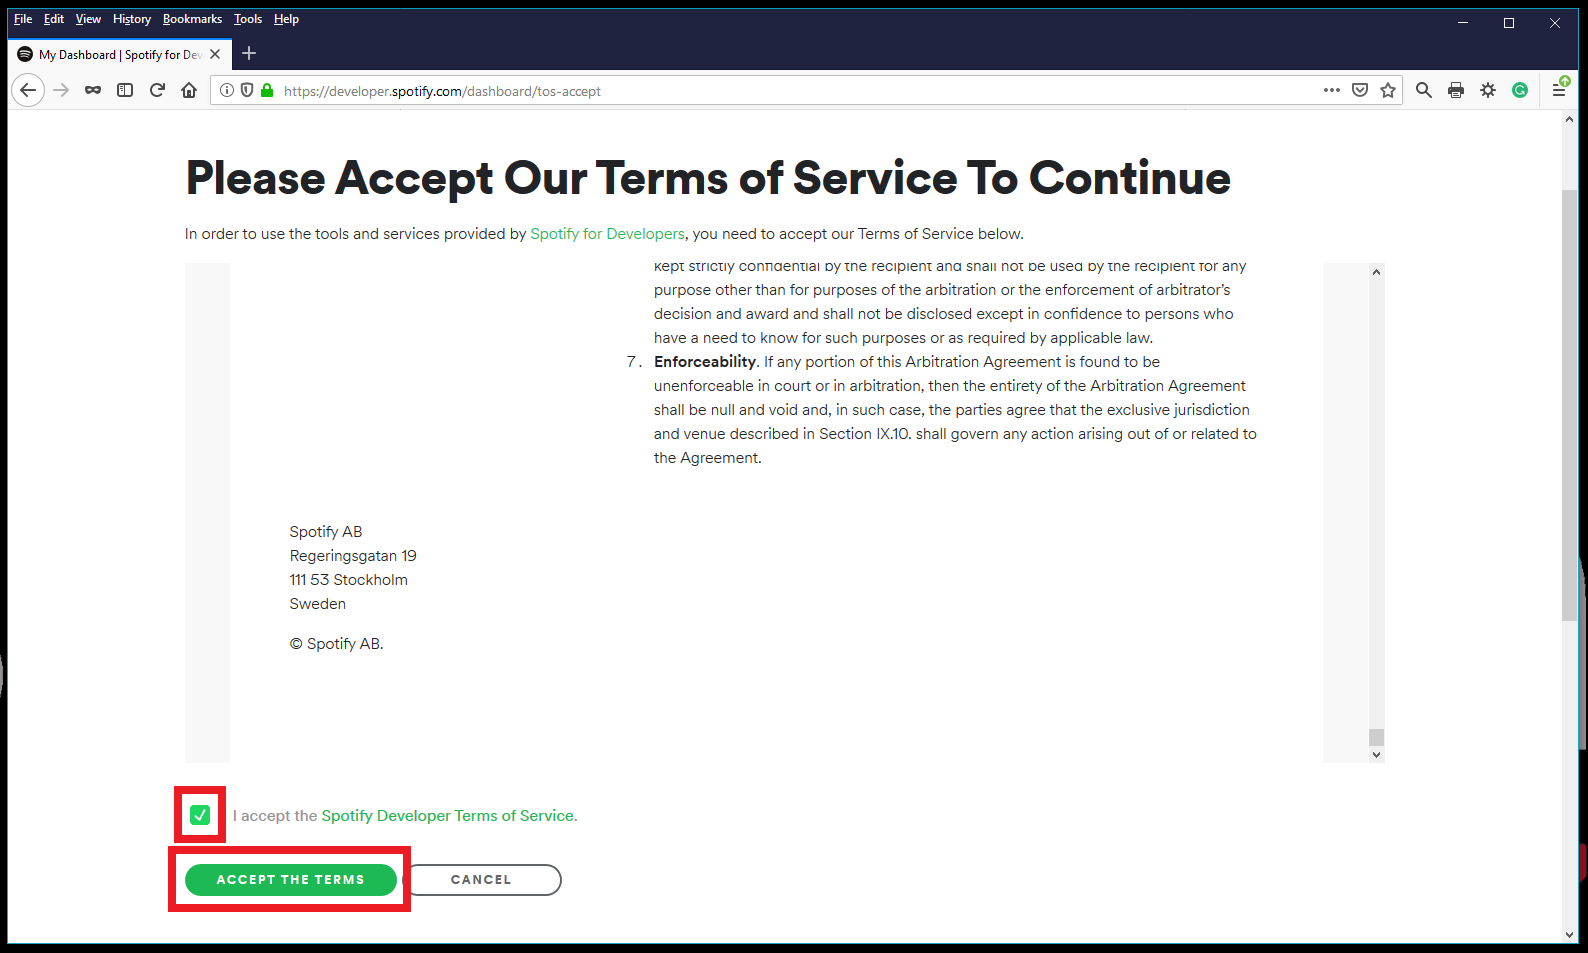 File Edit View History Bookmarks Tools Help
My Dashboard | Spotify for Dev
https://developer.spotify.com/dashboard/tos-accept
Please Accept Our Terms of Service To Continue
In order to use the tools and services provided by Spotify for Developers, you need to accept our Terms of Service below.
kept strictly confidential by the recipient and shall not be used by the recipient for any
purpose other than for purposes of the arbitration or the enforcement of arbitrator's
decision and award and shall not be disclosed except in confidence to persons who
have a need to know for such purposes or as required by applicable law.
7. Enforceability. If any portion of this Arbitration Agreement is found to be
unenforceable in court or in arbitration, then the entirety of the Arbitration Agreement
shall be null and void and, in such case, the parties agree that the exclusive jurisdiction
and venue described in Section IX.10. shall govern any action arising out of or related to
the Agreement.
Spotify AB
Regeringsgatan 19
111 53 Stockholm
Sweden
© Spotify AB.
I accept the Spotify Developer Terms of Service.
ACCEPT THE TERMS CANCEL